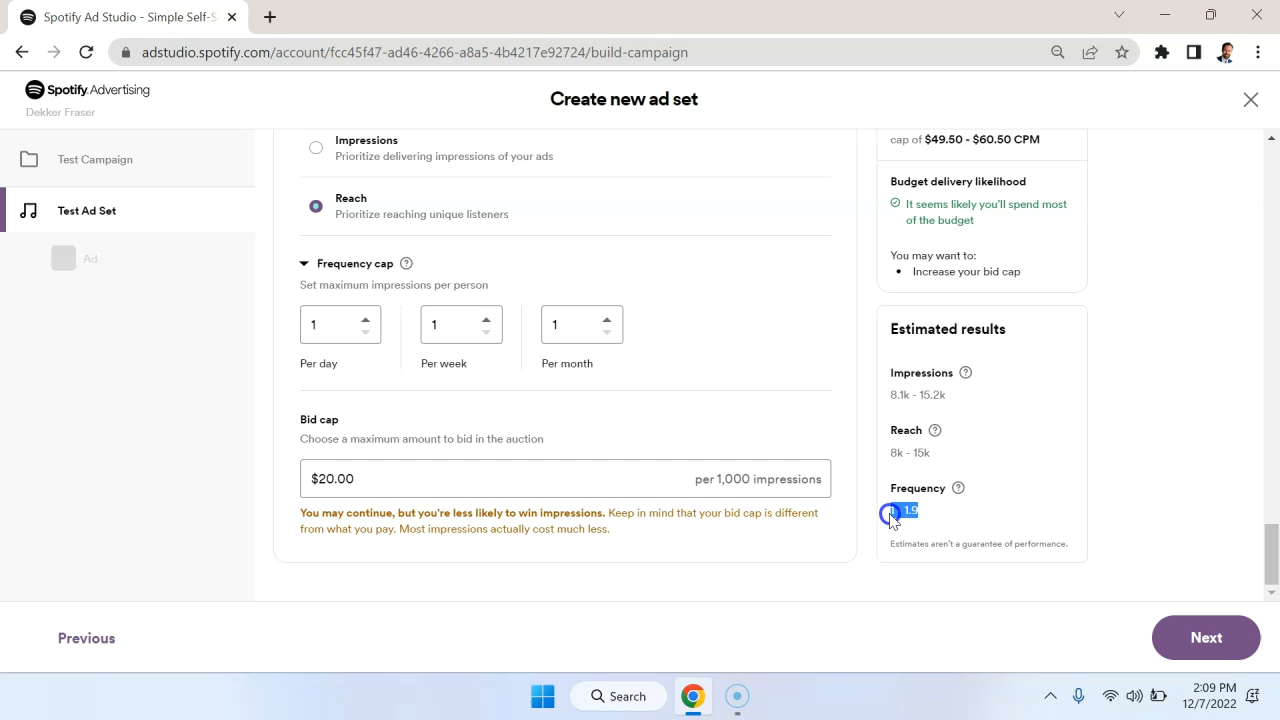 Spotify Ad Studio - Simple Self-S
adstudio.spotify.com/account/fcc45f47-ad46-4266-a8a5-4b4217e92724/build-campaign
Spotify Advertising
Dekker Fraser
Create new ad set
Test Campaign
Test Ad Set
Ad
Impressions
Prioritize delivering impressions of your ads
Reach
Prioritize reaching unique listeners
Frequency cap ?
Set maximum impressions per person
1 1 1
Per day Per week Per month
Bid cap
Choose a maximum amount to bid in the auction
$20.00 per 1,000 impressions
You may continue, but you're less likely to win impressions. Keep in mind that your bid cap is different
from what you pay. Most impressions actually cost much less.
cap of $49.50 - $60.50 CPM
Budget delivery likelihood
It seems likely you'll spend most
of the budget
You may want to:
• Increase your bid cap
Estimated results
Impressions ?
8.1k - 15.2k
Reach ?
8k - 15k
Frequency ?
1.9
Estimates aren't a guarantee of performance.
Previous
Next
Search
2:09 PM
12/7/2022